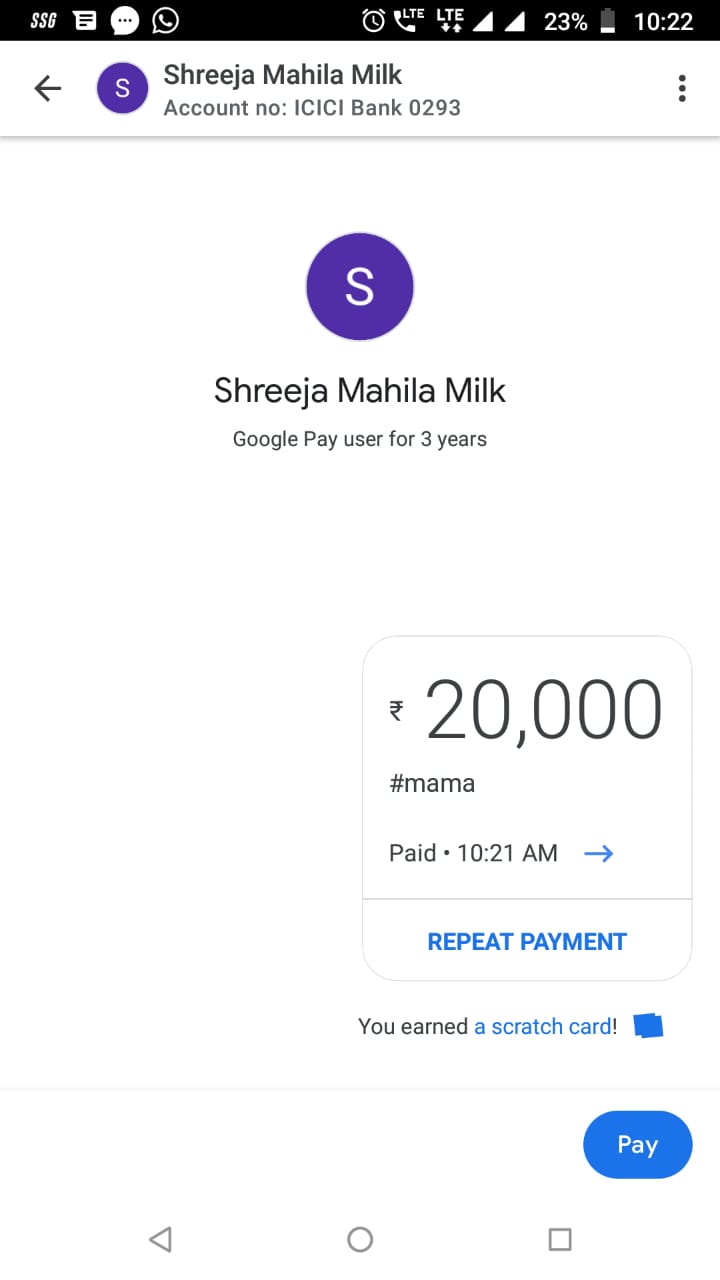 SSG LTE LTE 23% 10:22
S
Shreeja Mahila Milk
Account no: ICICI Bank 0293
S
Shreeja Mahila Milk
Google Pay user for 3 years
₹ 20,000
#mama
Paid • 10:21 AM
REPEAT PAYMENT
You earned a scratch card!
Pay